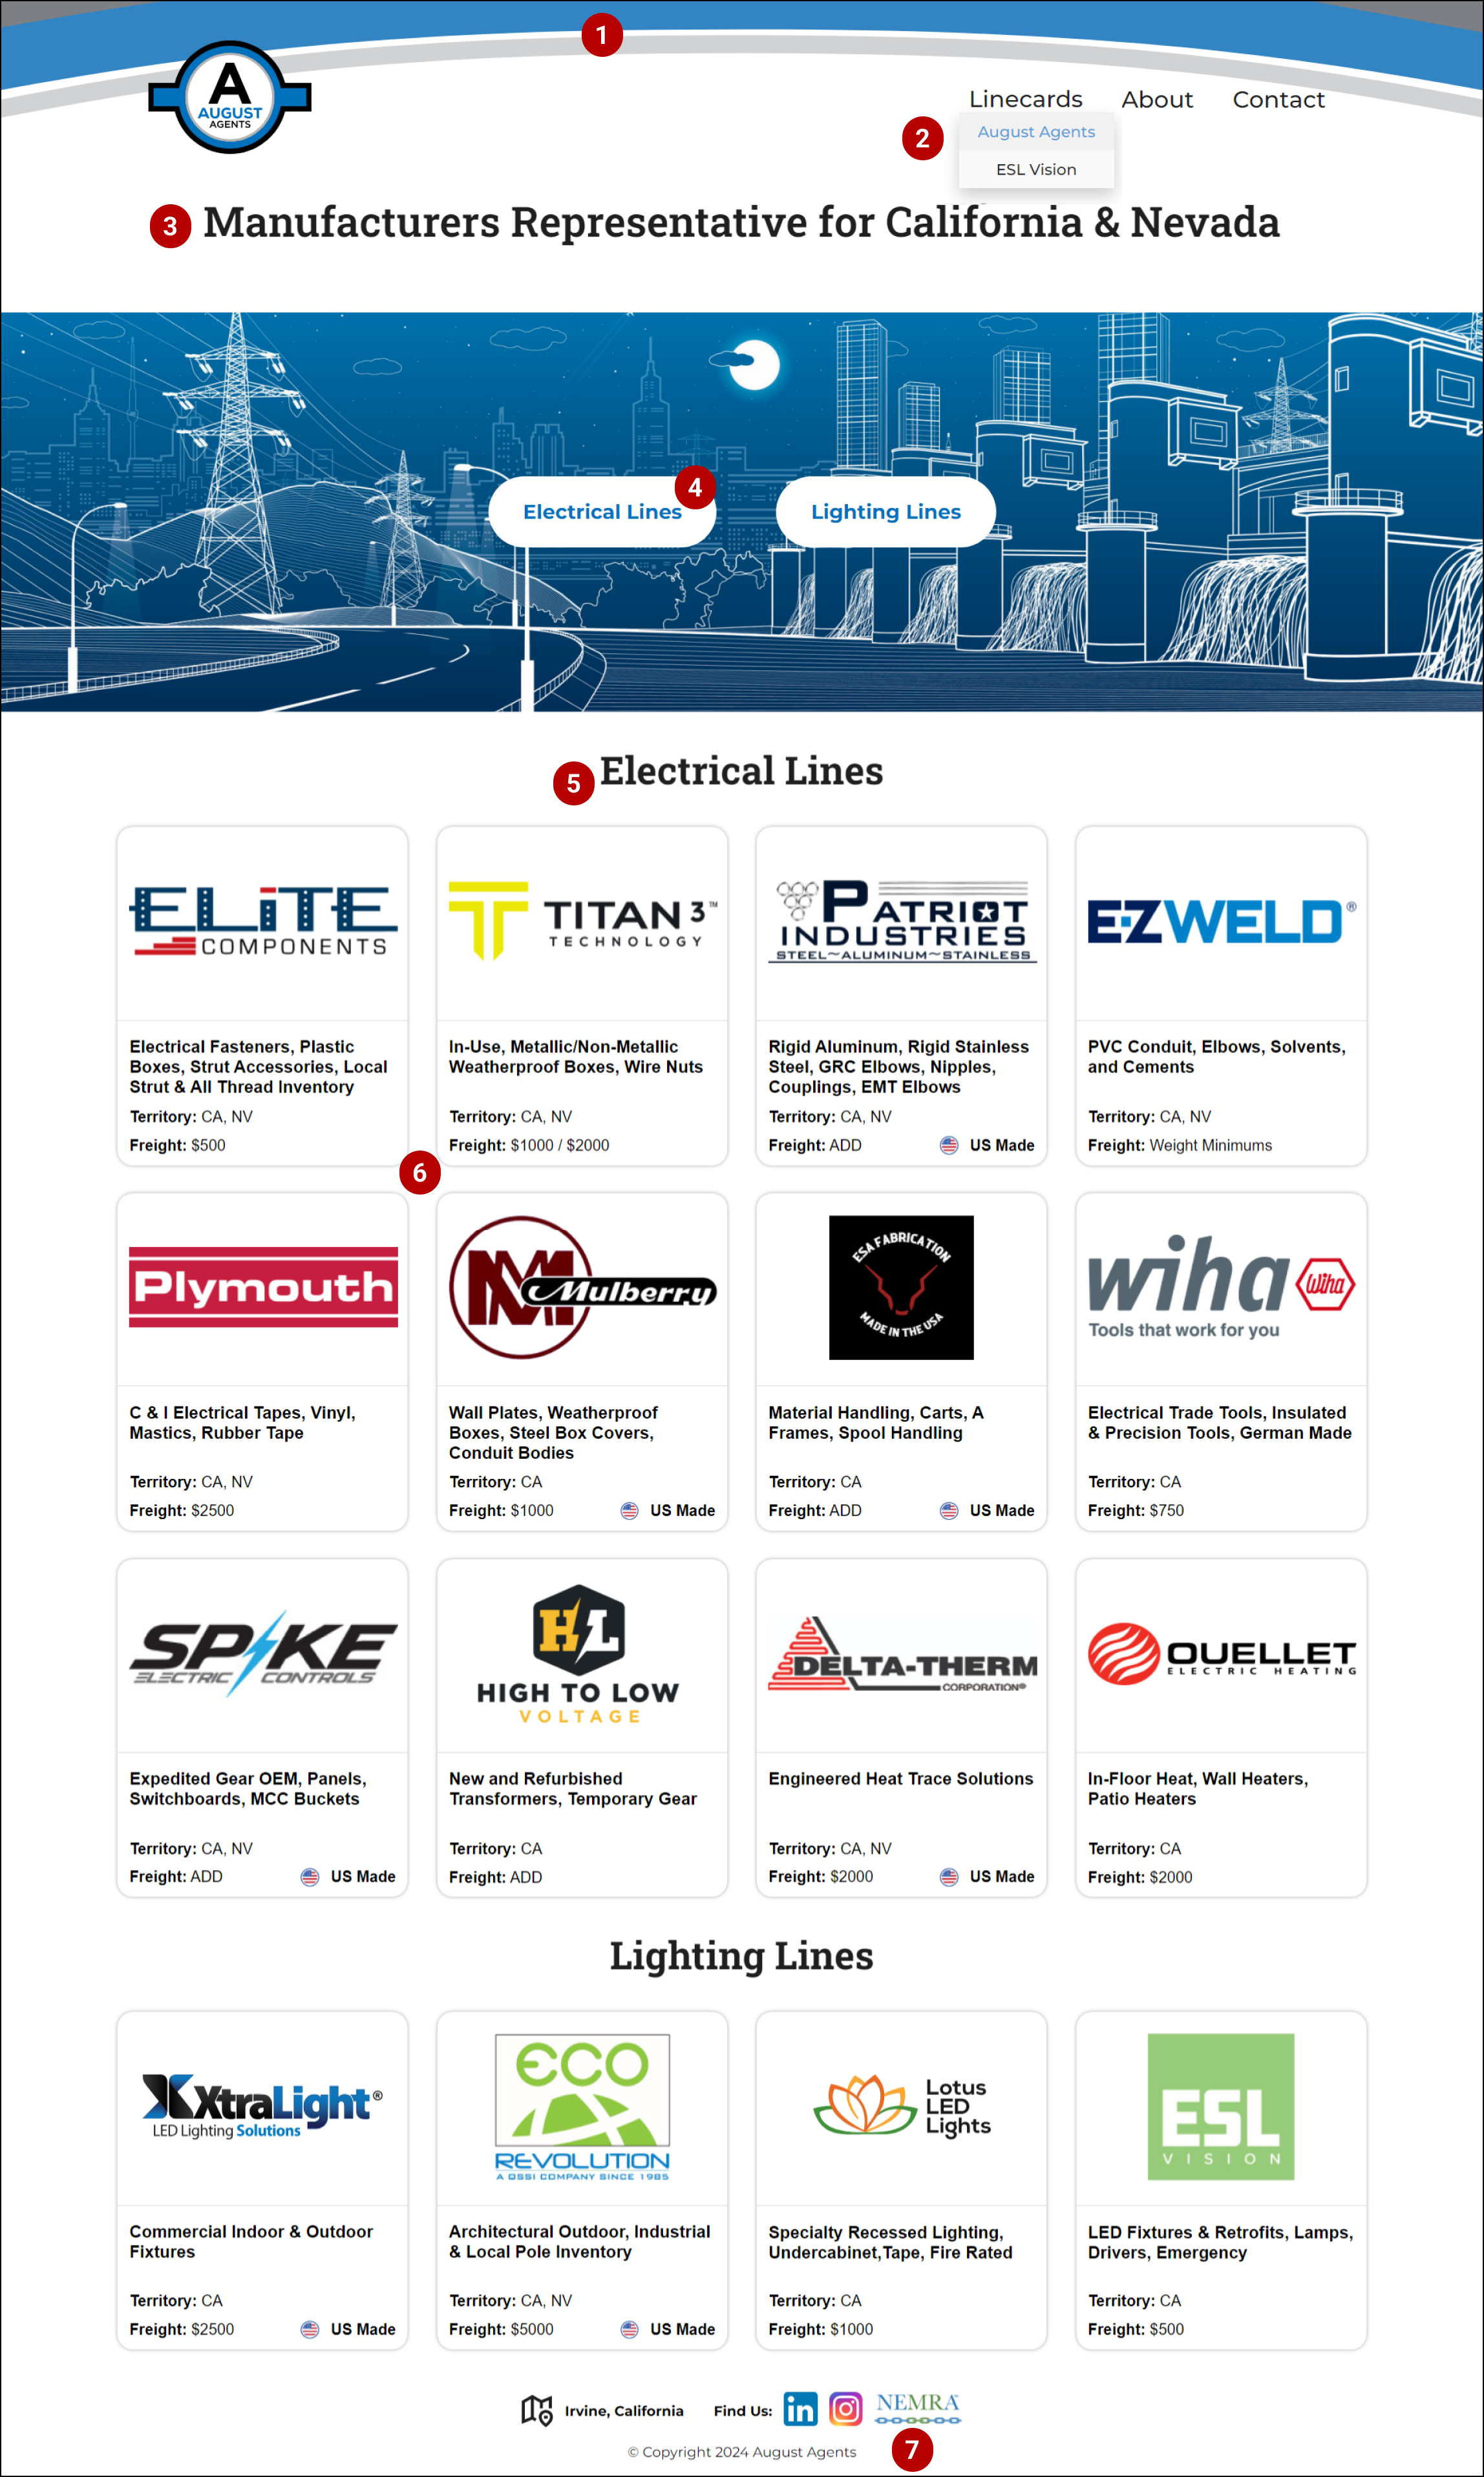 1
A
AUGUST
AGENTS
Linecards About Contact
2
August Agents
ESL Vision
3 Manufacturers Representative for California & Nevada
4
Electrical Lines Lighting Lines
5 Electrical Lines
ELiTE
COMPONENTS
Electrical Fasteners, Plastic
Boxes, Strut Accessories, Local
Strut & All Thread Inventory
Territory: CA, NV
Freight: $500
TITAN 3™
TECHNOLOGY
In-Use, Metallic/Non-Metallic
Weatherproof Boxes, Wire Nuts
Territory: CA, NV
Freight: $1000 / $2000
PATRIOT
INDUSTRIES
STEEL~ALUMINUM~STAINLESS
Rigid Aluminum, Rigid Stainless
Steel, GRC Elbows, Nipples,
Couplings, EMT Elbows
Territory: CA, NV
Freight: ADD US Made
E-ZWELD®
PVC Conduit, Elbows, Solvents,
and Cements
Territory: CA, NV
Freight: Weight Minimums
6
Plymouth
C & I Electrical Tapes, Vinyl,
Mastics, Rubber Tape
Territory: CA, NV
Freight: $2500
M Mulberry
Wall Plates, Weatherproof
Boxes, Steel Box Covers,
Conduit Bodies
Territory: CA
Freight: $1000 US Made
ESA FABRICATION
MADE IN THE USA
Material Handling, Carts, A
Frames, Spool Handling
Territory: CA
Freight: ADD US Made
wiha Wiha
Tools that work for you
Electrical Trade Tools, Insulated
& Precision Tools, German Made
Territory: CA
Freight: $750
SPIKE
ELECTRIC CONTROLS
Expedited Gear OEM, Panels,
Switchboards, MCC Buckets
Territory: CA, NV
Freight: ADD US Made
HL
HIGH TO LOW
VOLTAGE
New and Refurbished
Transformers, Temporary Gear
Territory: CA
Freight: ADD
DELTA-THERM
CORPORATION®
Engineered Heat Trace Solutions
Territory: CA, NV
Freight: $2000 US Made
OUELLET
ELECTRIC HEATING
In-Floor Heat, Wall Heaters,
Patio Heaters
Territory: CA
Freight: $2000
Lighting Lines
X XtraLight®
LED Lighting Solutions
Commercial Indoor & Outdoor
Fixtures
Territory: CA
Freight: $2500 US Made
eco
REVOLUTION
A QSSI COMPANY SINCE 1985
Architectural Outdoor, Industrial
& Local Pole Inventory
Territory: CA, NV
Freight: $5000 US Made
Lotus
LED
Lights
Specialty Recessed Lighting,
Undercabinet,Tape, Fire Rated
Territory: CA
Freight: $1000
ESL
VISION
LED Fixtures & Retrofits, Lamps,
Drivers, Emergency
Territory: CA
Freight: $500
Irvine, California Find Us: in NEMRA
© Copyright 2024 August Agents 7